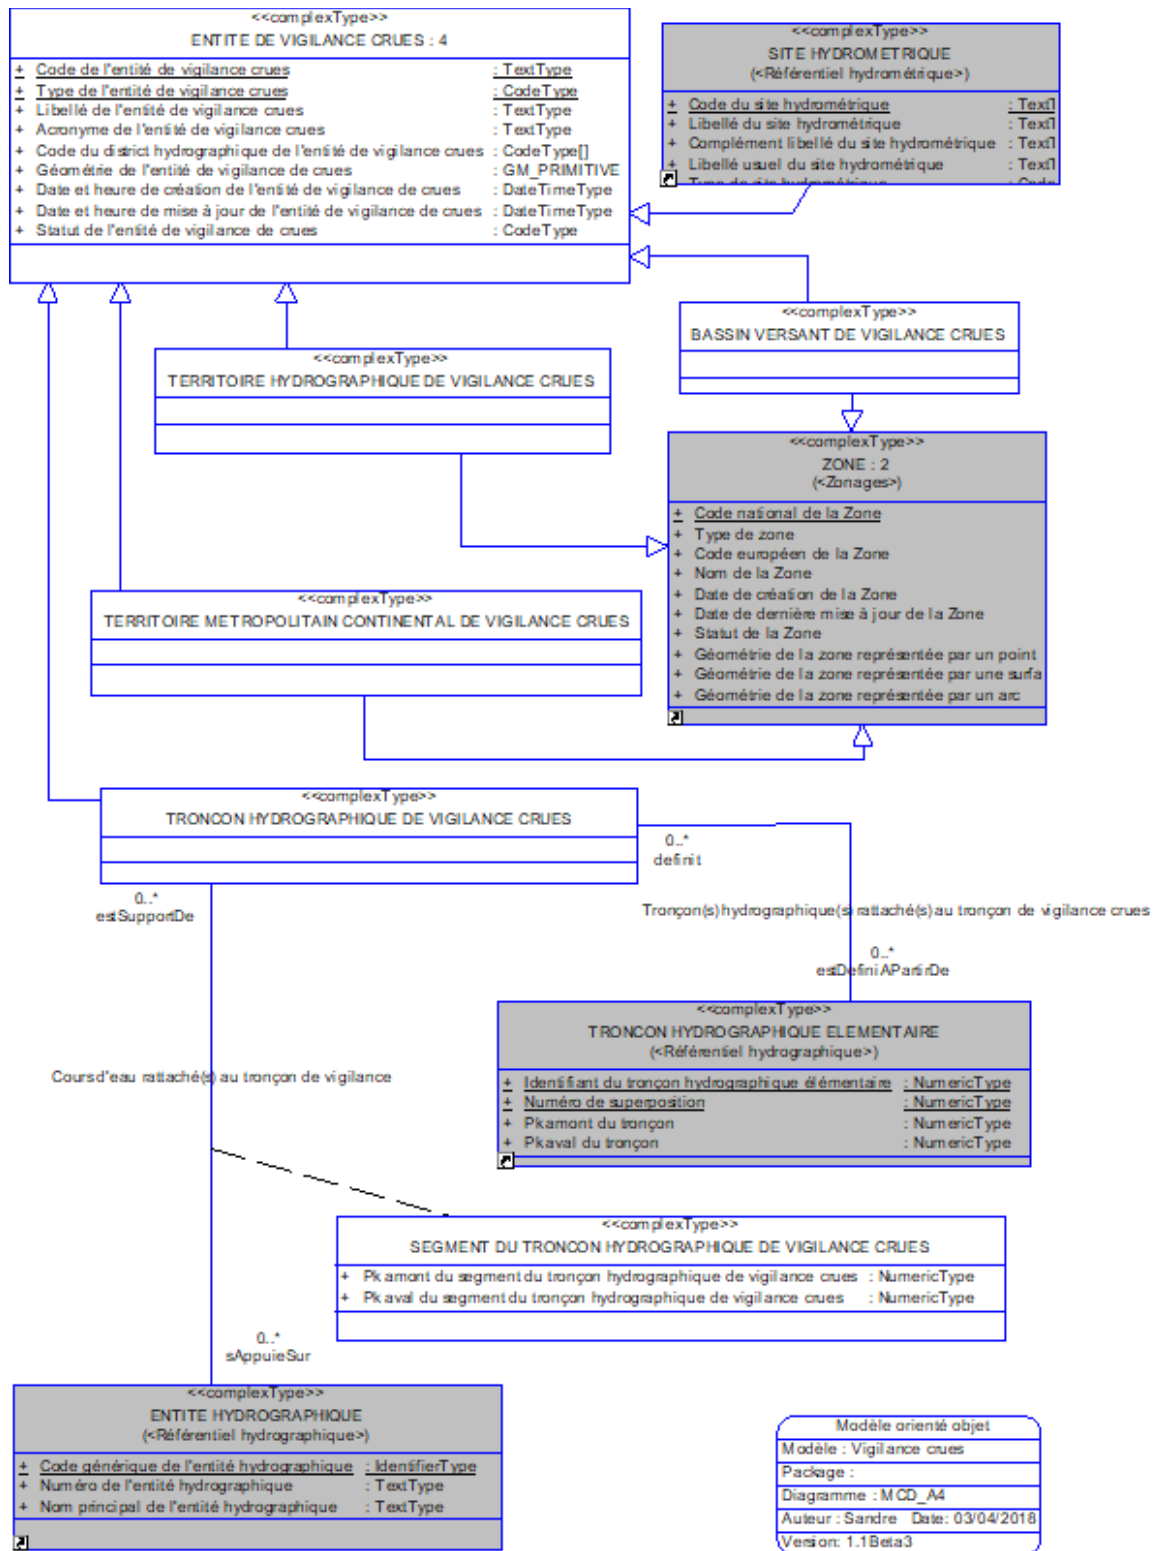 <<complexType>>
ENTITE DE VIGILANCE CRUES : 4
+ Code de l'entité de vigilance crues : TextType
+ Type de l'entité de vigilance crues : CodeType
+ Libellé de l'entité de vigilance crues : TextType
+ Acronyme de l'entité de vigilance crues : TextType
+ Code du district hydrographique de l'entité de vigilance crues : CodeType[]
+ Géométrie de l'entité de vigilance de crues : GM_PRIMITIVE
+ Date et heure de création de l'entité de vigilance de crues : DateTimeType
+ Date et heure de mise à jour de l'entité de vigilance de crues : DateTimeType
+ Statut de l'entité de vigilance de crues : CodeType
<<complexType>>
SITE HYDROMETRIQUE
(<Référentiel hydrométrique>)
+ Code du site hydrométrique : Text
+ Libellé du site hydrométrique : Text
+ Complément libellé du site hydrométrique : Text
+ Libellé usuel du site hydrométrique : Text
+ Type de site hydrométrique : Code
<<complexType>>
BASSIN VERSANT DE VIGILANCE CRUES
<<complexType>>
TERRITOIRE HYDROGRAPHIQUE DE VIGILANCE CRUES
<<complexType>>
ZONE : 2
(<Zonages>)
+ Code national de la Zone
+ Type de zone
+ Code européen de la Zone
+ Nom de la Zone
+ Date de création de la Zone
+ Date de dernière mise à jour de la Zone
+ Statut de la Zone
+ Géométrie de la zone représentée par un point
+ Géométrie de la zone représentée par une surfa
+ Géométrie de la zone représentée par un arc
<<complexType>>
TERRITOIRE METROPOLITAIN CONTINENTAL DE VIGILANCE CRUES
<<complexType>>
TRONCON HYDROGRAPHIQUE DE VIGILANCE CRUES
0..*
definit
0..*
estSupportDe
Tronçon(s) hydrographique(s) rattaché(s) au tronçon de vigilance crues
0..*
estDefiniAPartirDe
<<complexType>>
TRONCON HYDROGRAPHIQUE ELEMENTAIRE
(<Référentiel hydrographique>)
+ Identifiant du tronçon hydrographique élémentaire : NumericType
+ Numéro de superposition : NumericType
+ Pk amont du tronçon : NumericType
+ Pk aval du tronçon : NumericType
Cours d'eau rattaché(s) au tronçon de vigilance
<<complexType>>
SEGMENT DU TRONCON HYDROGRAPHIQUE DE VIGILANCE CRUES
+ Pk amont du segment du tronçon hydrographique de vigilance crues : NumericType
+ Pk aval du segment du tronçon hydrographique de vigilance crues : NumericType
0..*
sAppuieSur
<<complexType>>
ENTITE HYDROGRAPHIQUE
(<Référentiel hydrographique>)
+ Code générique de l'entité hydrographique : IdentifierType
+ Numéro de l'entité hydrographique : TextType
+ Nom principal de l'entité hydrographique : TextType
Modèle orienté objet
Modèle : Vigilance crues
Package :
Diagramme : MCD_A4
Auteur : Sandre Date: 03/04/2018
Version: 1.1Beta3